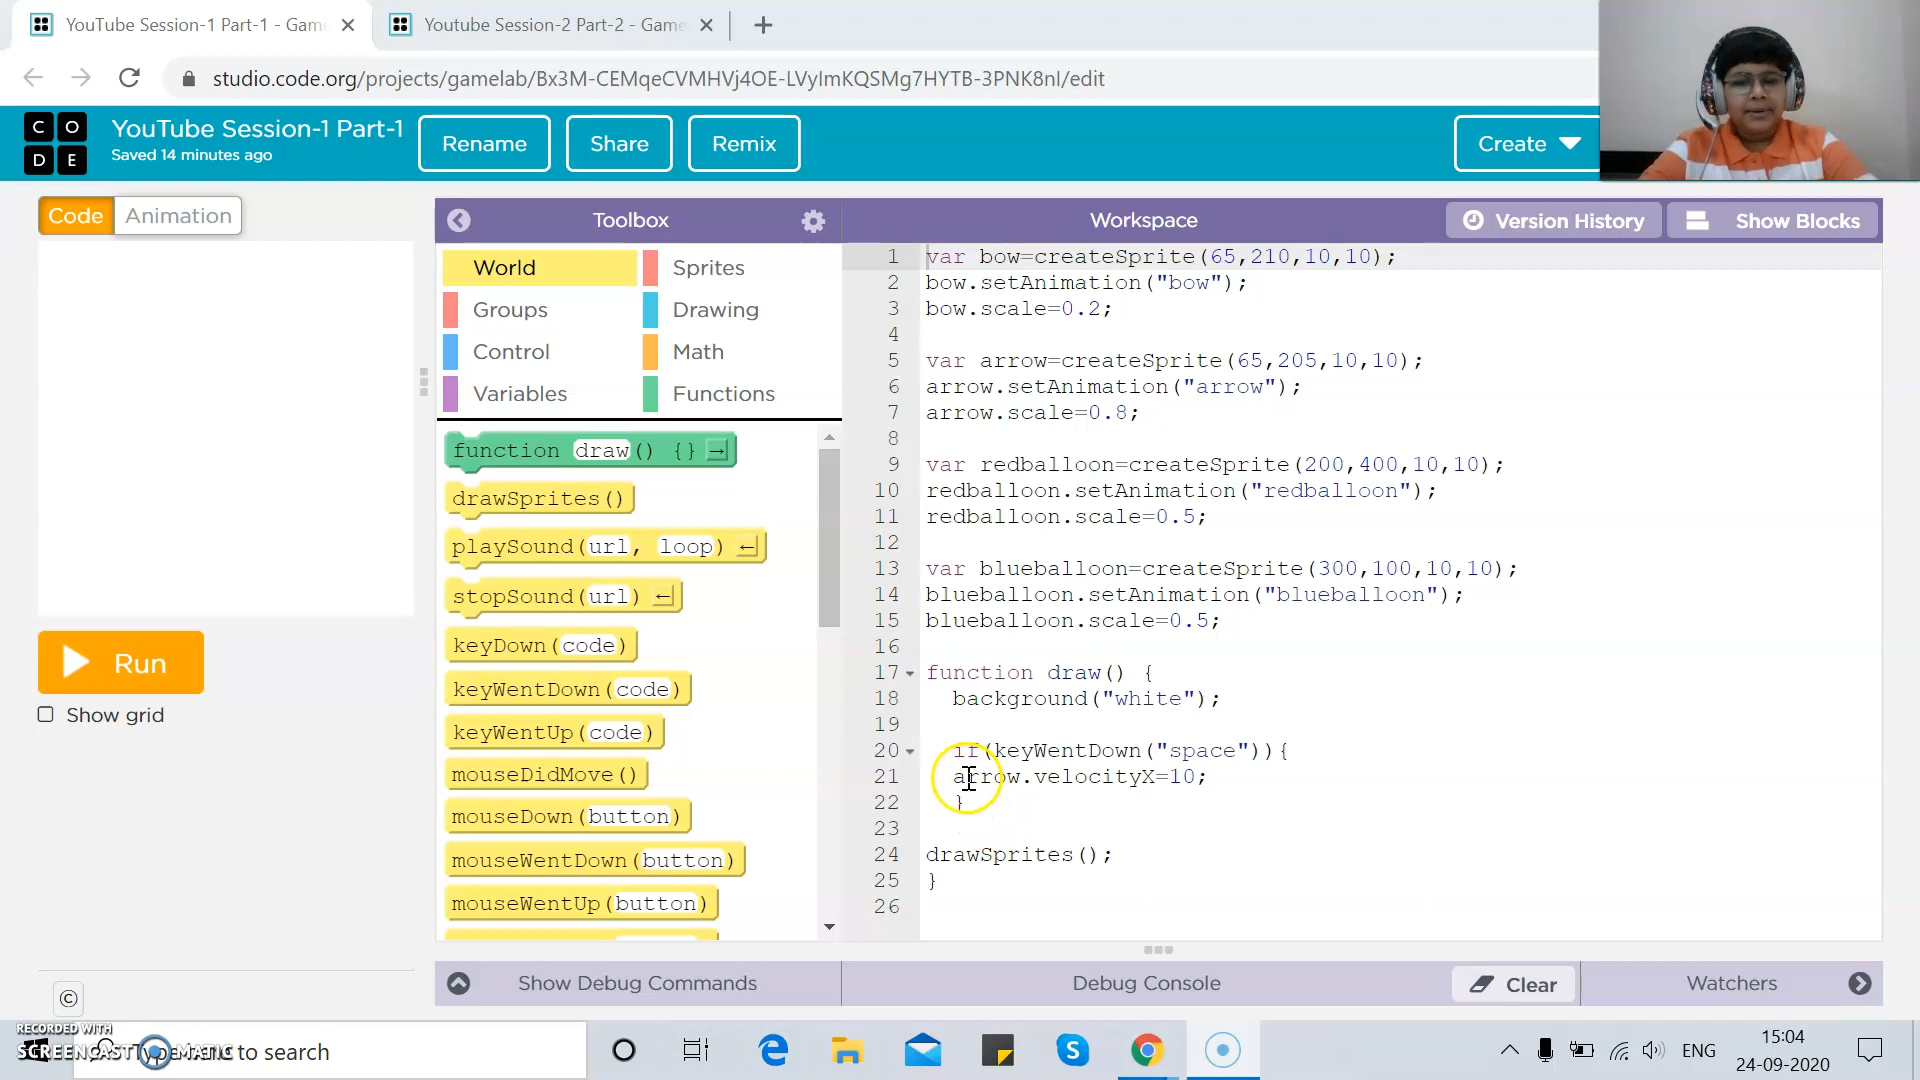 YouTube Session-1 Part-1 - Game
Youtube Session-2 Part-2 - Game
studio.code.org/projects/gamelab/Bx3M-CEMqeCVMHVj4OE-LVyImKQSMg7HYTB-3PNK8nI/edit
C O
D E
YouTube Session-1 Part-1
Saved 14 minutes ago
Rename
Share
Remix
Create
Code
Animation
Toolbox
Workspace
Version History
Show Blocks
World
Sprites
Groups
Drawing
Control
Math
Variables
Functions
function draw() {}
drawSprites()
playSound(url, loop)
stopSound(url)
keyDown(code)
keyWentDown(code)
keyWentUp(code)
mouseDidMove()
mouseDown(button)
mouseWentDown(button)
mouseWentUp(button)
1 var bow=createSprite(65,210,10,10);
2 bow.setAnimation("bow");
3 bow.scale=0.2;
4
5 var arrow=createSprite(65,205,10,10);
6 arrow.setAnimation("arrow");
7 arrow.scale=0.8;
8
9 var redballoon=createSprite(200,400,10,10);
10 redballoon.setAnimation("redballoon");
11 redballoon.scale=0.5;
12
13 var blueballoon=createSprite(300,100,10,10);
14 blueballoon.setAnimation("blueballoon");
15 blueballoon.scale=0.5;
16
17 function draw() {
18 background("white");
19
20 if(keyWentDown("space")){
21 arrow.velocityX=10;
22 }
23
24 drawSprites();
25 }
26
Run
Show grid
©
Show Debug Commands
Debug Console
Clear
Watchers
RECORDED WITH
SCREENCAST MATIC
Type here to search
ENG
15:04
24-09-2020